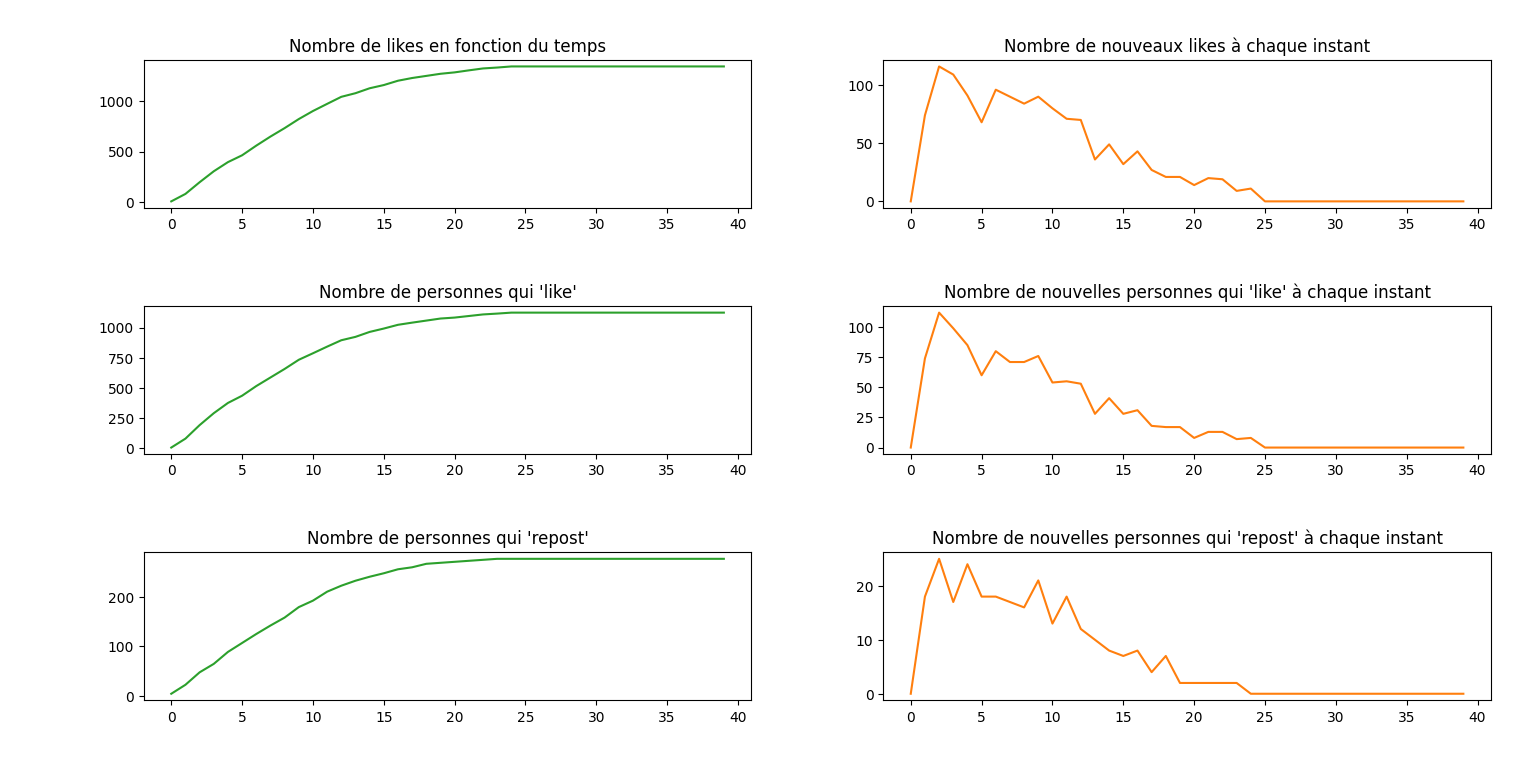 Nombre de likes en fonction du temps
1000
500
0
0 5 10 15 20 25 30 35 40
Nombre de nouveaux likes à chaque instant
100
50
0
0 5 10 15 20 25 30 35 40
Nombre de personnes qui 'like'
1000
750
500
250
0
0 5 10 15 20 25 30 35 40
Nombre de nouvelles personnes qui 'like' à chaque instant
100
75
50
25
0
0 5 10 15 20 25 30 35 40
Nombre de personnes qui 'repost'
200
100
0
0 5 10 15 20 25 30 35 40
Nombre de nouvelles personnes qui 'repost' à chaque instant
20
10
0
0 5 10 15 20 25 30 35 40